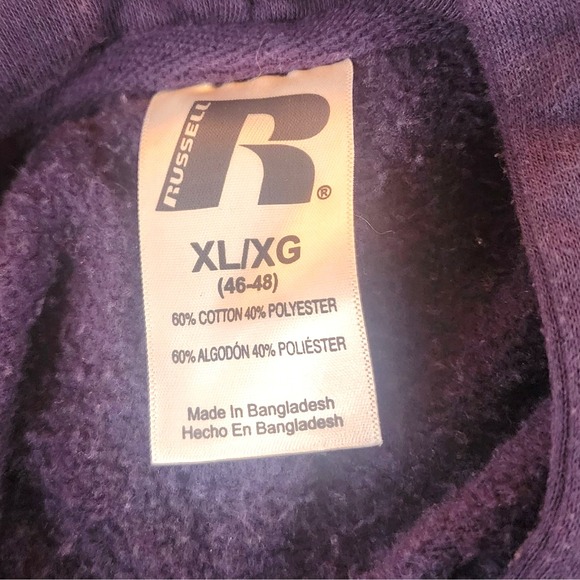 RUSSELL
R®
XL/XG
(46-48)
60% COTTON 40% POLYESTER
60% ALGODÓN 40% POLIÉSTER
Made In Bangladesh
Hecho En Bangladesh